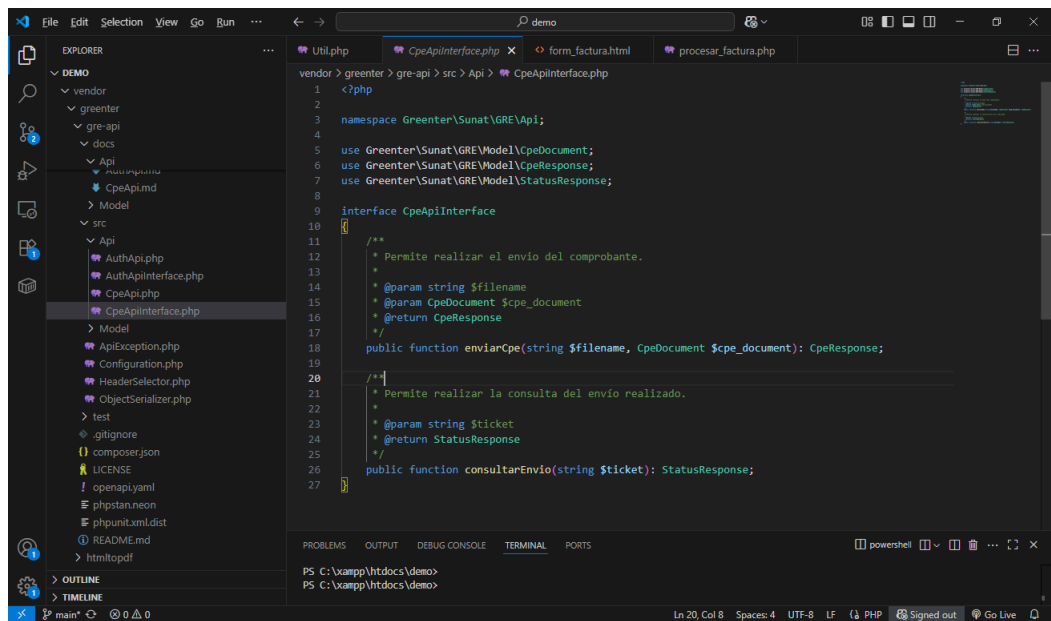 File Edit Selection View Go Run ··· demo
EXPLORER ···
DEMO
vendor
greenter
gre-api
docs
Api
AuthApi.md
CpeApi.md
Model
src
Api
AuthApi.php
AuthApiInterface.php
CpeApi.php
CpeApiInterface.php
Model
ApiException.php
Configuration.php
HeaderSelector.php
ObjectSerializer.php
test
.gitignore
{} composer.json
LICENSE
! openapi.yaml
phpstan.neon
phpunit.xml.dist
README.md
htmltopdf
OUTLINE
TIMELINE
2
1
1
1
Util.php CpeApiInterface.php × form_factura.html procesar_factura.php ···
vendor > greenter > gre-api > src > Api > CpeApiInterface.php
1 <?php
2
3 namespace Greenter\Sunat\GRE\Api;
4
5 use Greenter\Sunat\GRE\Model\CpeDocument;
6 use Greenter\Sunat\GRE\Model\CpeResponse;
7 use Greenter\Sunat\GRE\Model\StatusResponse;
8
9 interface CpeApiInterface
10 {
11 /**
12 * Permite realizar el envio del comprobante.
13 *
14 * @param string $filename
15 * @param CpeDocument $cpe_document
16 * @return CpeResponse
17 */
18 public function enviarCpe(string $filename, CpeDocument $cpe_document): CpeResponse;
19
20 /**
21 * Permite realizar la consulta del envío realizado.
22 *
23 * @param string $ticket
24 * @return StatusResponse
25 */
26 public function consultarEnvio(string $ticket): StatusResponse;
27 }
PROBLEMS OUTPUT DEBUG CONSOLE TERMINAL PORTS powershell ···
PS C:\xampp\htdocs\demo>
PS C:\xampp\htdocs\demo>
main* 0 0 Ln 20, Col 8 Spaces: 4 UTF-8 LF PHP Signed out Go Live